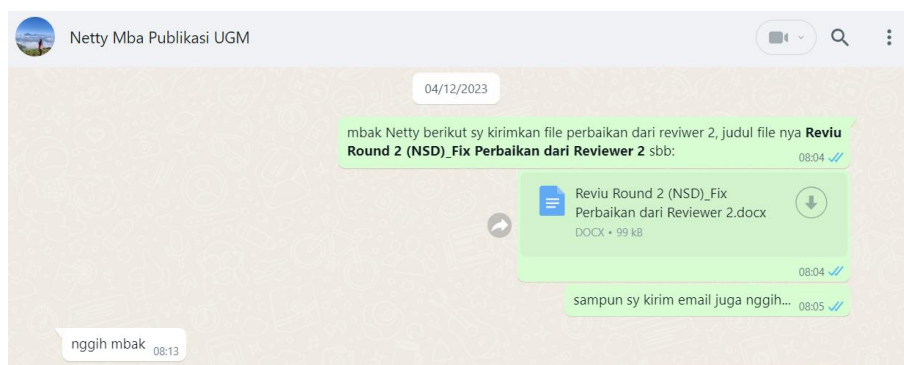 Netty Mba Publikasi UGM
04/12/2023
mbak Netty berikut sy kirimkan file perbaikan dari reviwer 2, judul file nya Reviu
Round 2 (NSD)_Fix Perbaikan dari Reviewer 2 sbb:
08:04
Reviu Round 2 (NSD)_Fix
Perbaikan dari Reviewer 2.docx
DOCX • 99 kB
08:04
sampun sy kirim email juga nggih... 08:05
nggih mbak 08:13